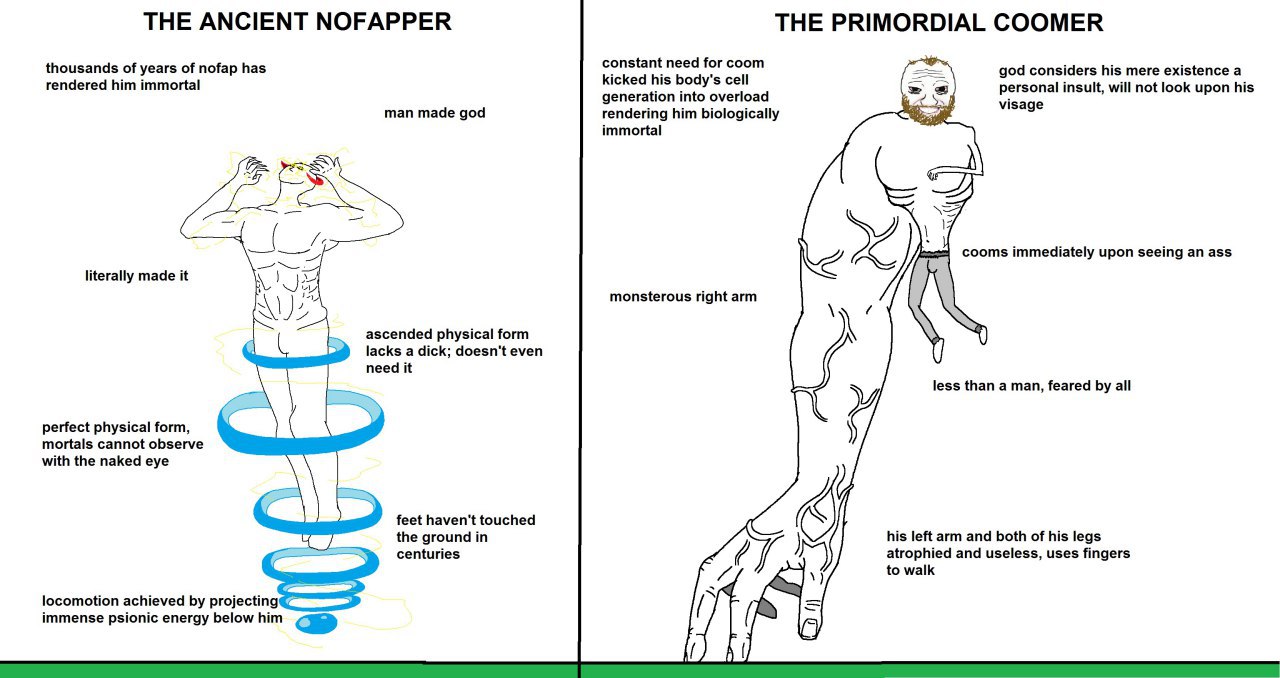 THE ANCIENT NOFAPPER
thousands of years of nofap has
rendered him immortal
man made god
literally made it
ascended physical form
lacks a dick; doesn't even
need it
perfect physical form,
mortals cannot observe
with the naked eye
feet haven't touched
the ground in
centuries
locomotion achieved by projecting
immense psionic energy below him
THE PRIMORDIAL COOMER
constant need for coom
kicked his body's cell
generation into overload
rendering him biologically
immortal
god considers his mere existence a
personal insult, will not look upon his
visage
cooms immediately upon seeing an ass
monsterous right arm
less than a man, feared by all
his left arm and both of his legs
atrophied and useless, uses fingers
to walk